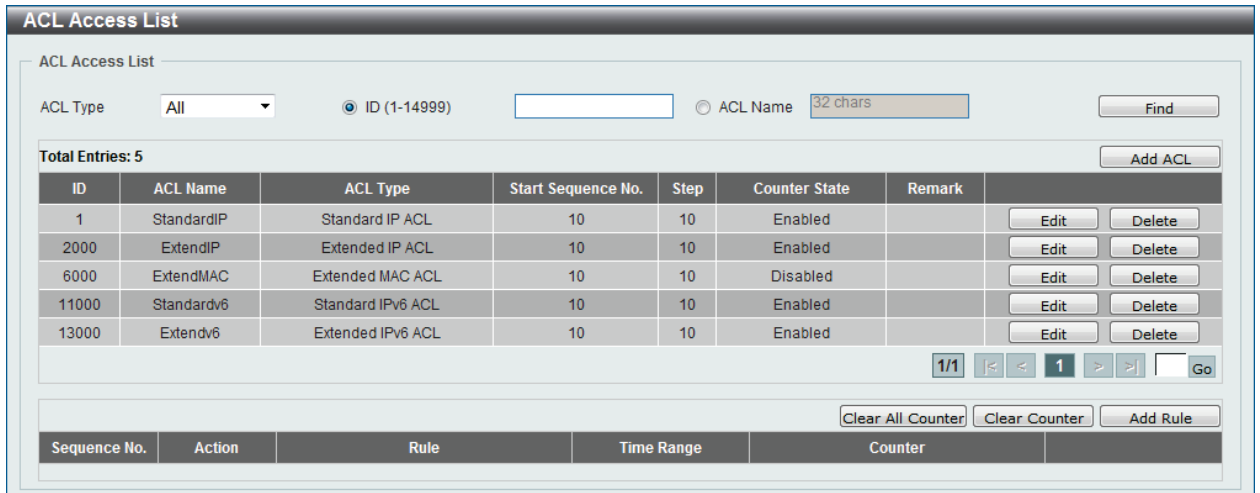 ACL Access List
ACL Access List
ACL Type All ID (1-14999) ACL Name 32 chars Find
Total Entries: 5 Add ACL
ID ACL Name ACL Type Start Sequence No. Step Counter State Remark
1 StandardIP Standard IP ACL 10 10 Enabled Edit Delete
2000 ExtendIP Extended IP ACL 10 10 Enabled Edit Delete
6000 ExtendMAC Extended MAC ACL 10 10 Disabled Edit Delete
11000 Standardv6 Standard IPv6 ACL 10 10 Enabled Edit Delete
13000 Extendv6 Extended IPv6 ACL 10 10 Enabled Edit Delete
1/1 |< < 1 > >| Go
Clear All Counter Clear Counter Add Rule
Sequence No. Action Rule Time Range Counter